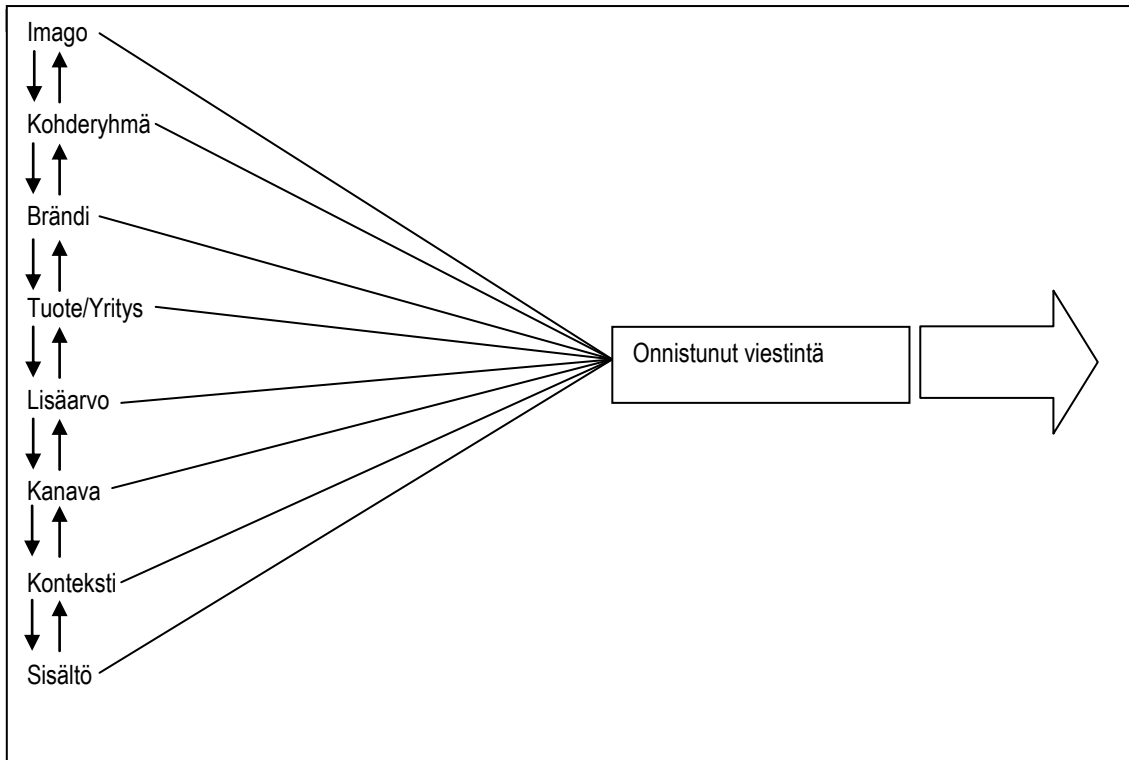 Imago
Kohderyhmä
Brändi
Tuote/Yritys
Onnistunut viestintä
Lisäarvo
Kanava
Konteksti
Sisältö